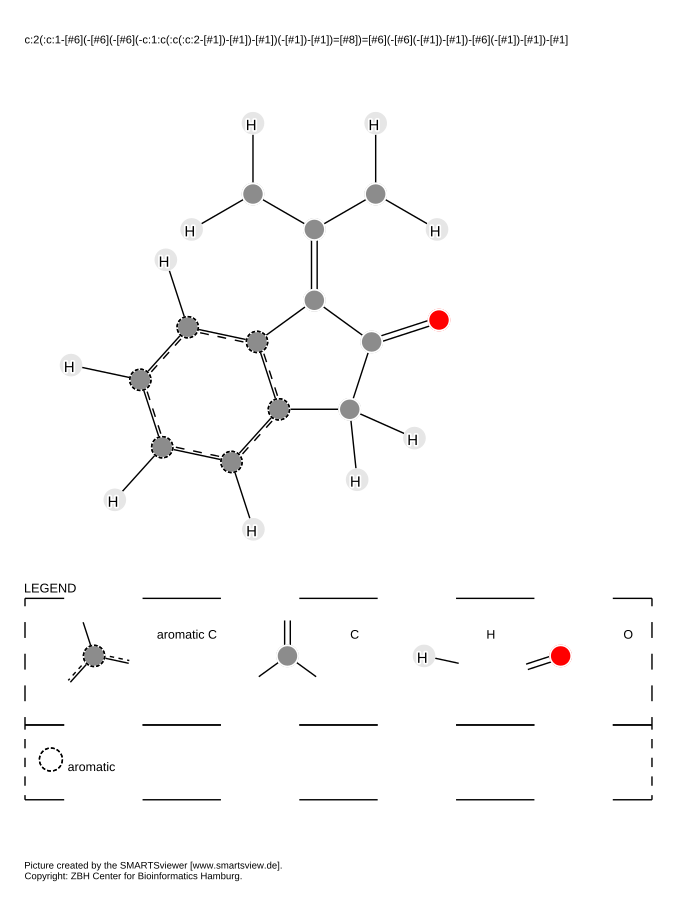 c:2(:c:1-[#6](-[#6](-[#6](-c:1:c(:c(:c:c:2-[#1])-[#1])-[#1])(-[#1])-[#1])=[#8])=[#6](-[#6](-[#1])-[#1])-[#6](-[#1])-[#1])-[#1]
H H
H H
H
H
H
H
H
H
LEGEND
aromatic C C H H O
aromatic
Picture created by the SMARTSviewer [www.smartsview.de].
Copyright: ZBH Center for Bioinformatics Hamburg.